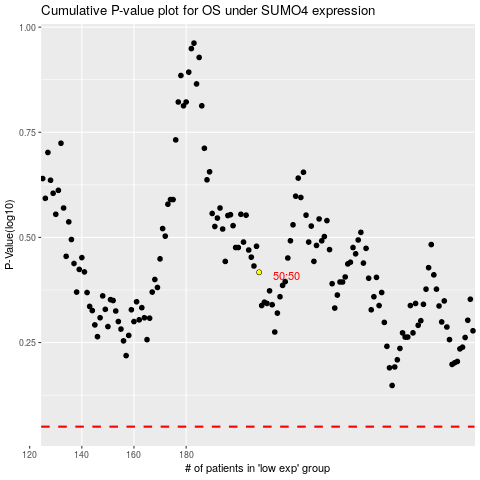 Cumulative P-value plot for OS under SUMO4 expression
P-Value(log10)
1.00
0.75
0.50
0.25
50:50
120 140 160 180
# of patients in 'low exp' group